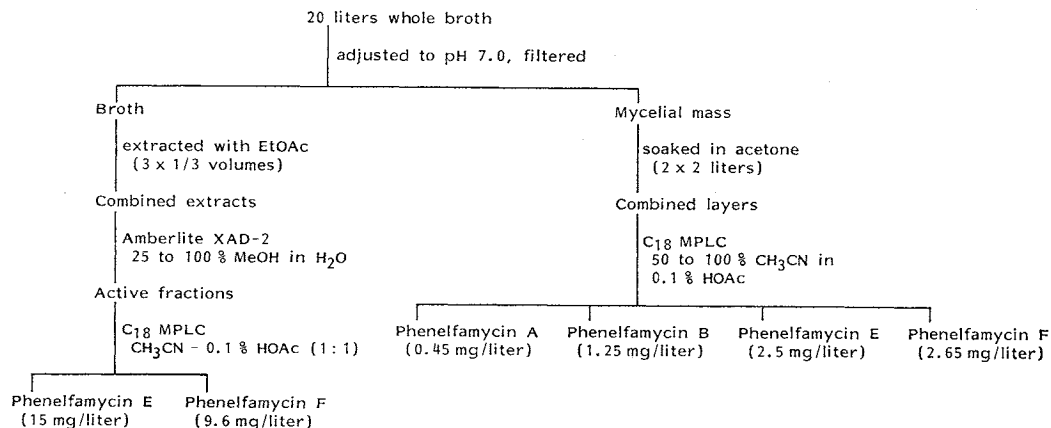 20 liters whole broth
adjusted to pH 7.0, filtered
Broth
extracted with EtOAc
(3 x 1/3 volumes)
Combined extracts
Amberlite XAD-2
25 to 100 % MeOH in H2O
Active fractions
C18 MPLC
CH3CN - 0.1 % HOAc (1 : 1)
Phenelfamycin E
(15 mg/liter)
Phenelfamycin F
(9.6 mg/liter)
Mycelial mass
soaked in acetone
(2 x 2 liters)
Combined layers
C18 MPLC
50 to 100 % CH3CN in
0.1 % HOAc
Phenelfamycin A
(0.45 mg/liter)
Phenelfamycin B
(1.25 mg/liter)
Phenelfamycin E
(2.5 mg/liter)
Phenelfamycin F
(2.65 mg/liter)